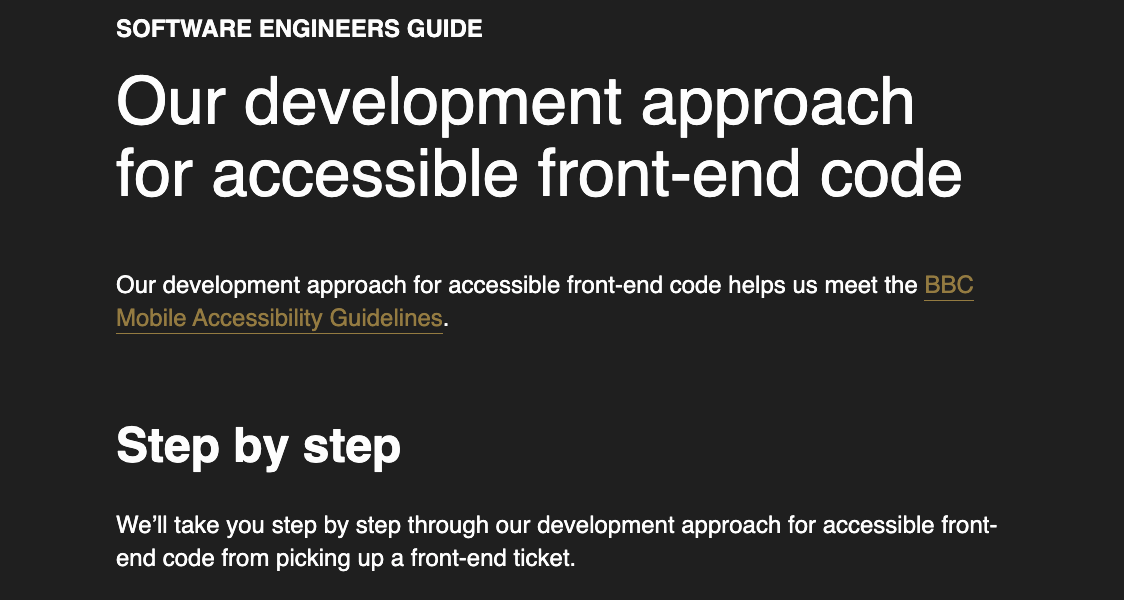 SOFTWARE ENGINEERS GUIDE
Our development approach
for accessible front-end code
Our development approach for accessible front-end code helps us meet the BBC
Mobile Accessibility Guidelines.
Step by step
We’ll take you step by step through our development approach for accessible front-
end code from picking up a front-end ticket.